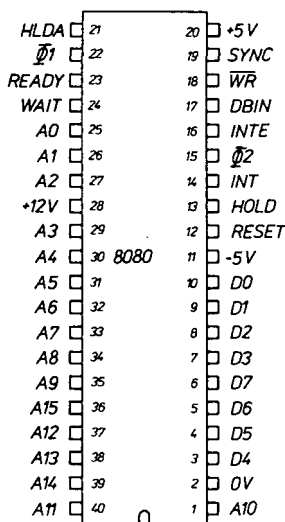 HLDA 21 20 +5V
Φ̅1 22 19 SYNC
READY 23 18 W̅R̅
WAIT 24 17 DBIN
A0 25 16 INTE
A1 26 15 Φ̅2
A2 27 14 INT
+12V 28 13 HOLD
A3 29 12 RESET
A4 30 8080 11 -5V
A5 31 10 D0
A6 32 9 D1
A7 33 8 D2
A8 34 7 D3
A9 35 6 D7
A15 36 5 D6
A12 37 4 D5
A13 38 3 D4
A14 39 2 0V
A11 40 1 A10